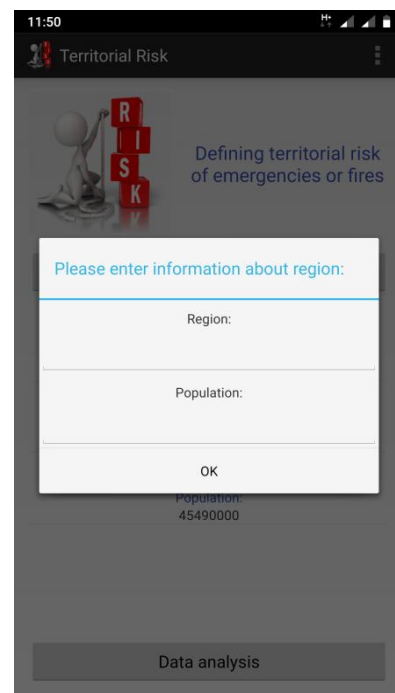 11:50
H+
Territorial Risk
R
I
S
K
Defining territorial risk
of emergencies or fires
Please enter information about region:
Region:
Population:
OK
Population:
45490000
Data analysis